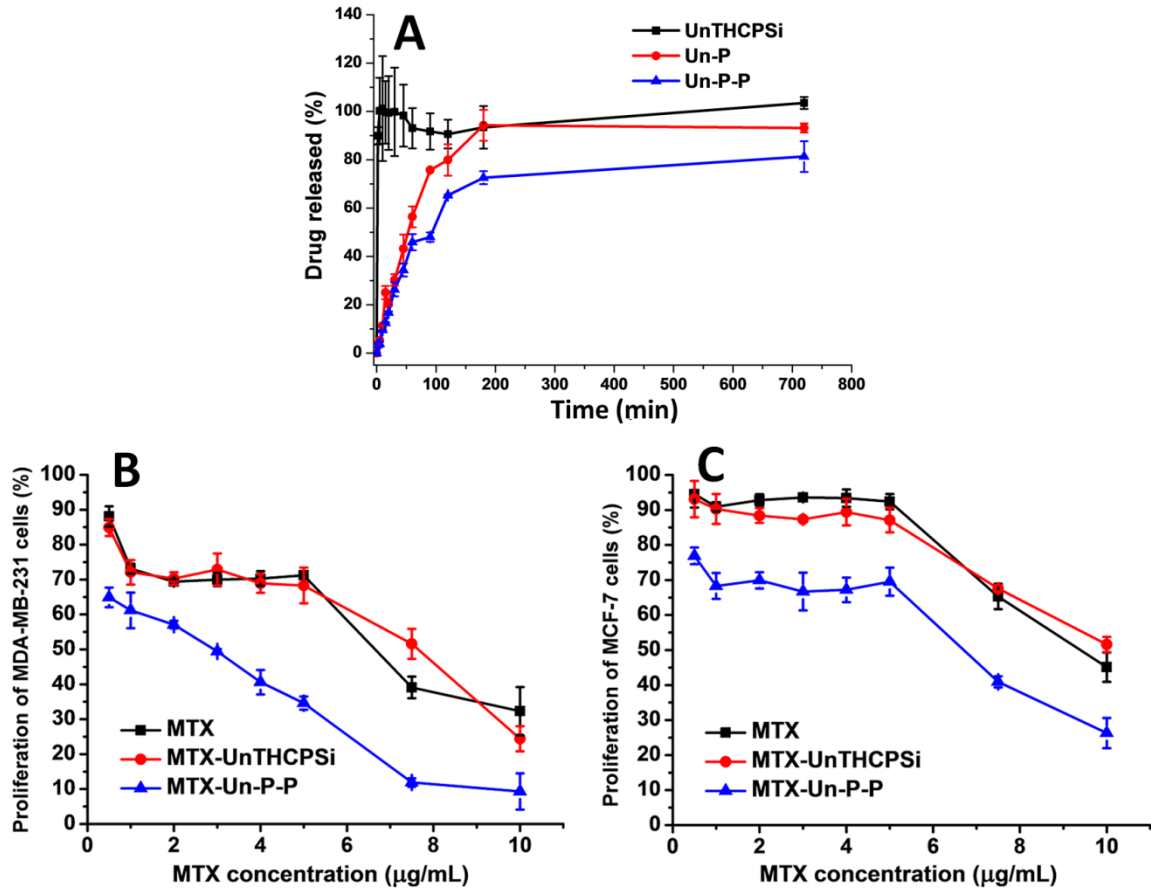 A
UnTHCPSi
Un-P
Un-P-P
Drug released (%)
140
120
100
80
60
40
20
0
0 100 200 300 400 500 600 700 800
Time (min)
B
Proliferation of MDA-MB-231 cells (%)
100
90
80
70
60
50
40
30
20
10
0
MTX
MTX-UnTHCPSi
MTX-Un-P-P
0 2 4 6 8 10
MTX concentration (μg/mL)
C
Proliferation of MCF-7 cells (%)
100
90
80
70
60
50
40
30
20
10
0
MTX
MTX-UnTHCPSi
MTX-Un-P-P
0 2 4 6 8 10
MTX concentration (μg/mL)